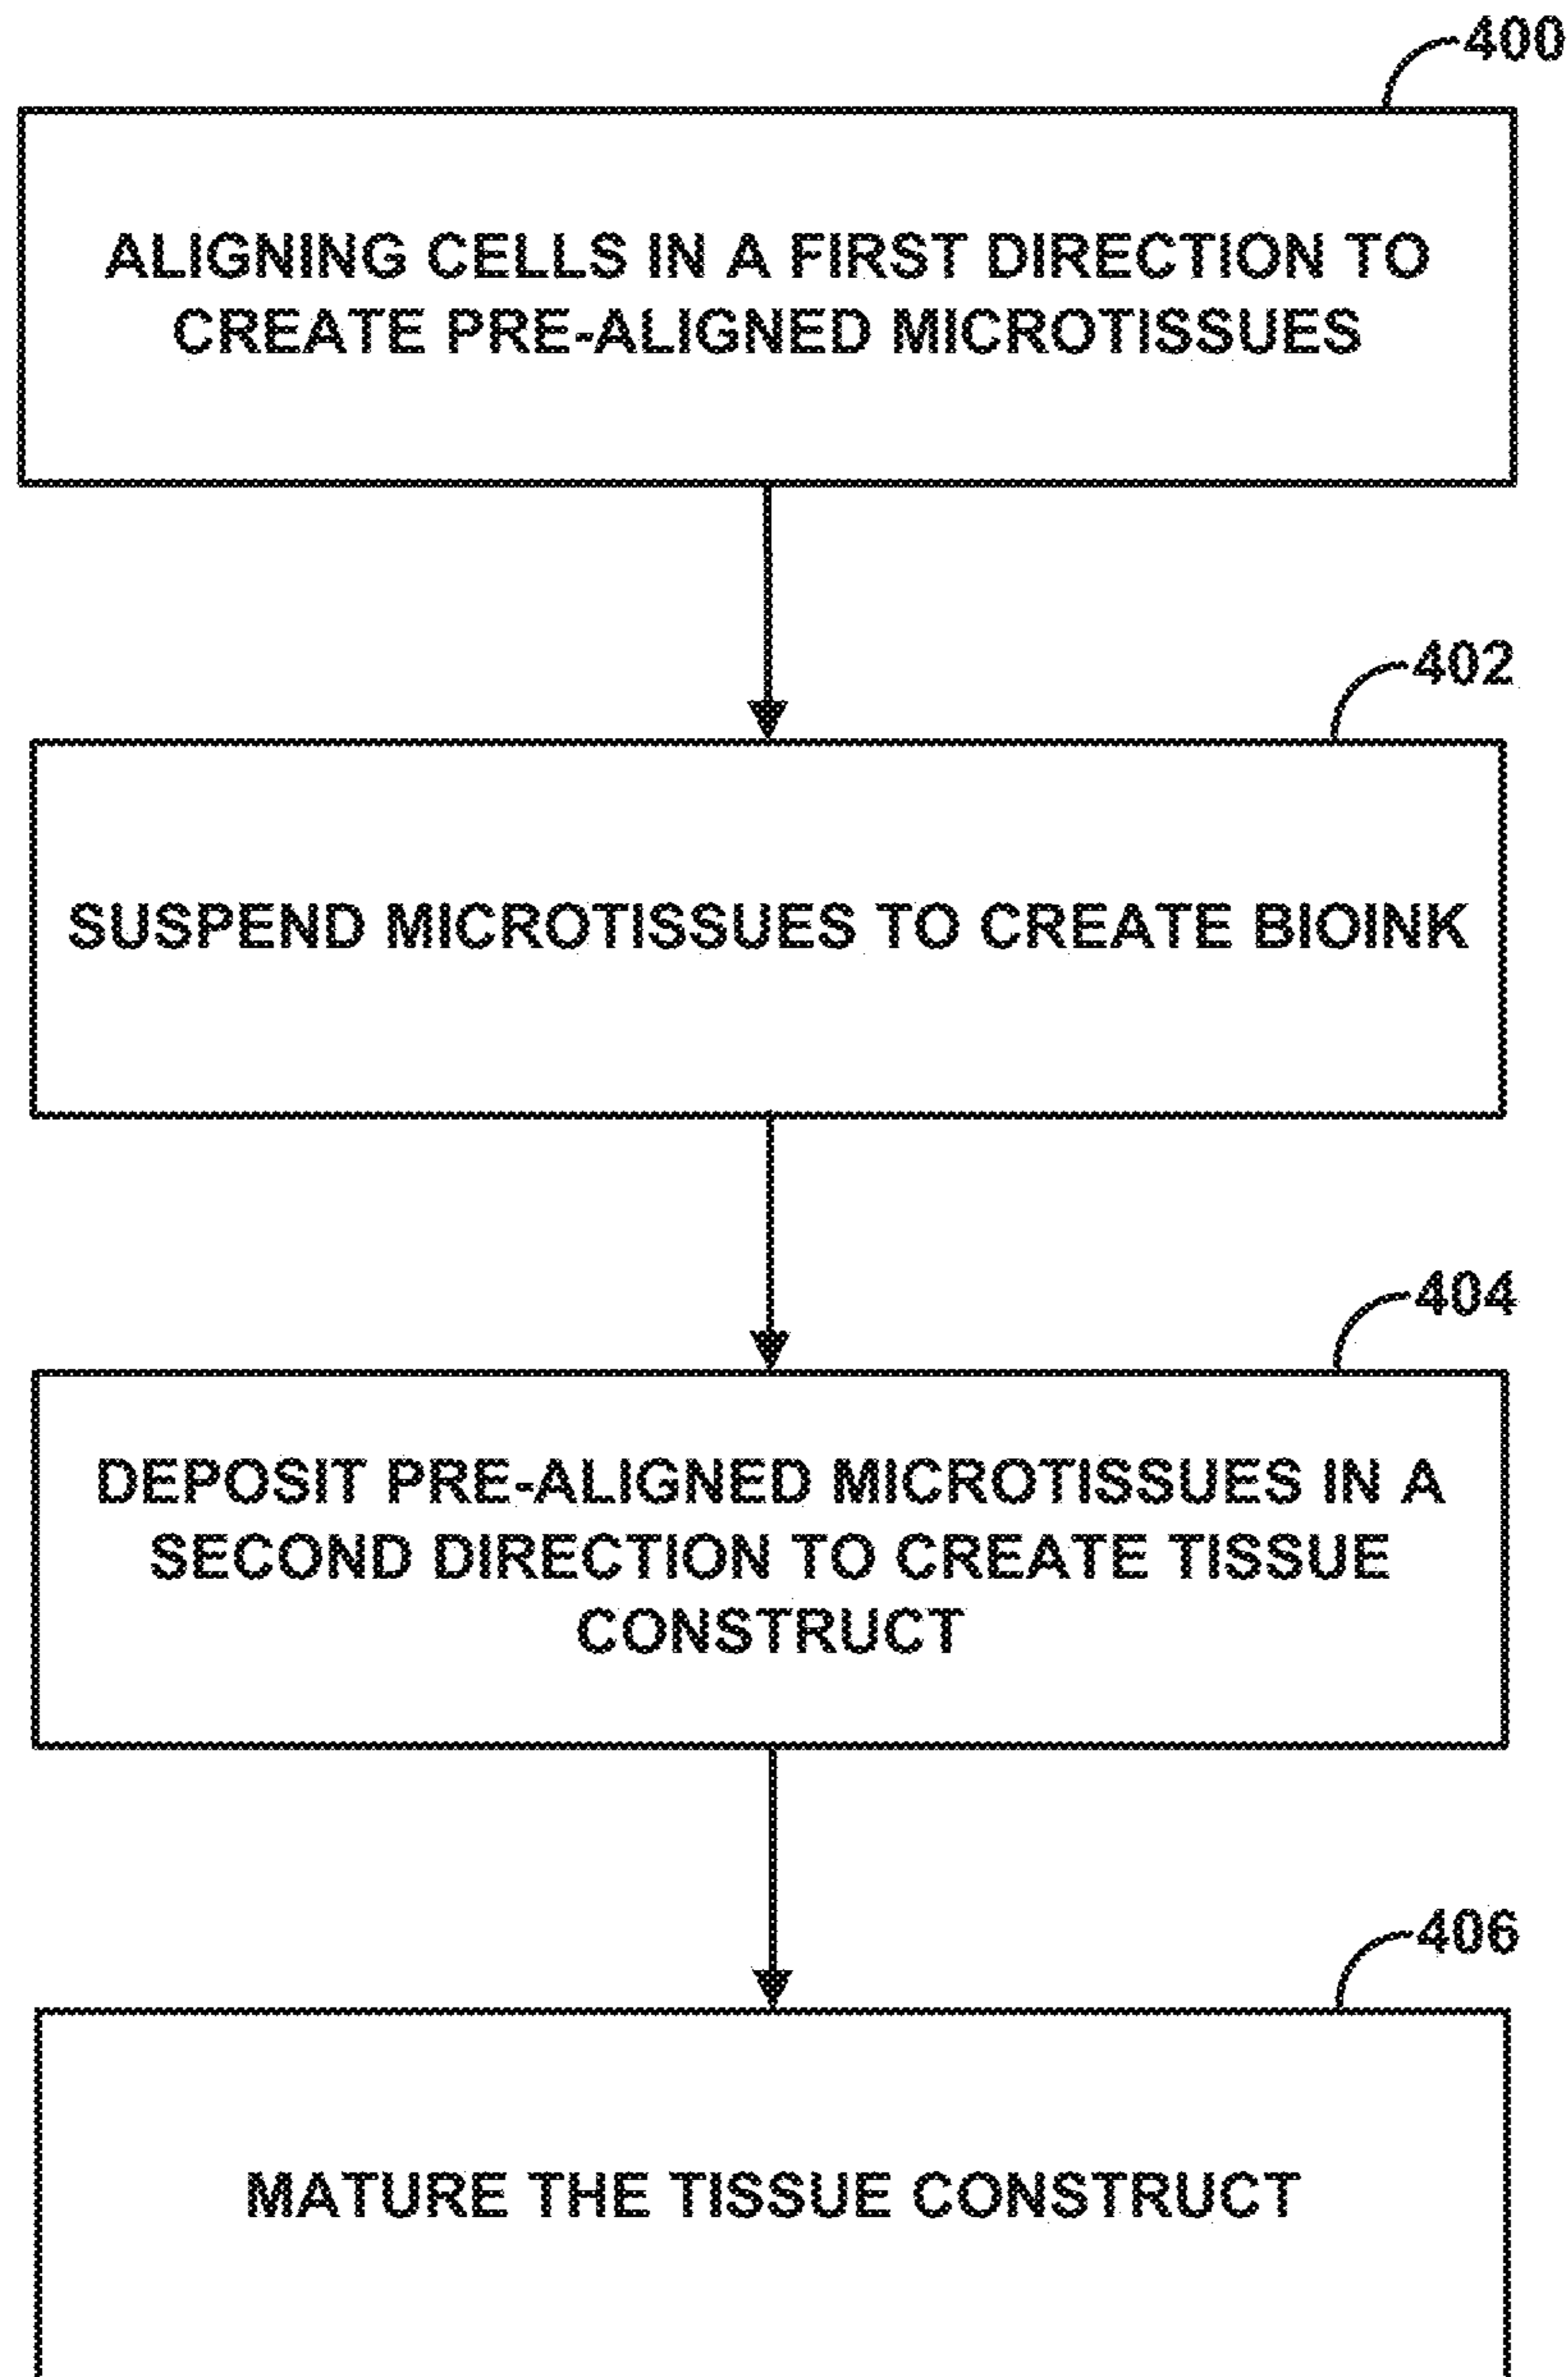 400
ALIGNING CELLS IN A FIRST DIRECTION TO
CREATE PRE-ALIGNED MICROTISSUES
402
SUSPEND MICROTISSUES TO CREATE BIOINK
404
DEPOSIT PRE-ALIGNED MICROTISSUES IN A
SECOND DIRECTION TO CREATE TISSUE
CONSTRUCT
406
MATURE THE TISSUE CONSTRUCT